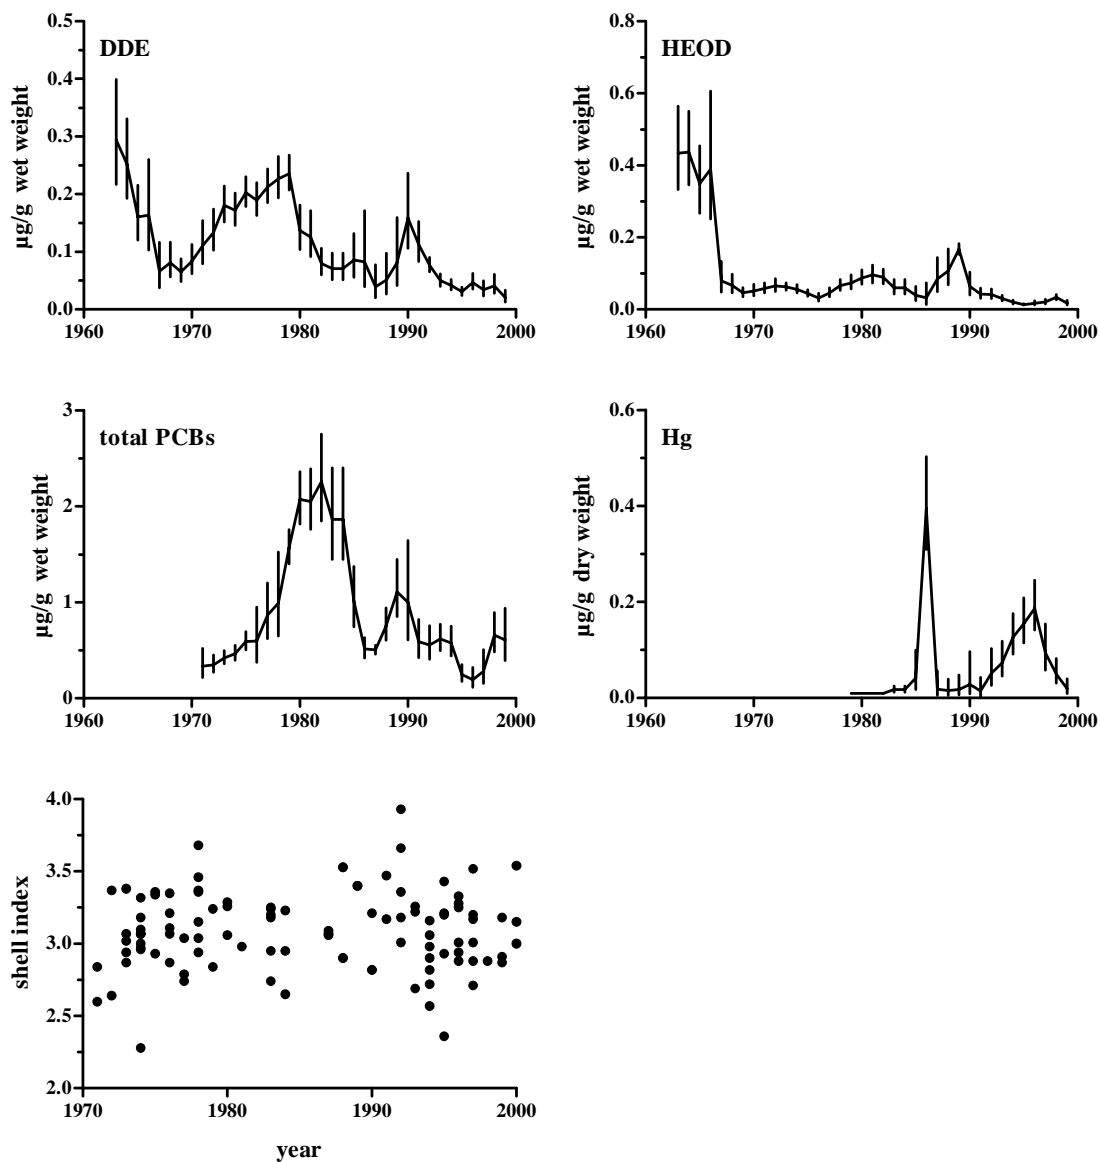 DDE
µg/g wet weight
0.5
0.4
0.3
0.2
0.1
0.0
1960 1970 1980 1990 2000
HEOD
µg/g wet weight
0.8
0.6
0.4
0.2
0.0
1960 1970 1980 1990 2000
total PCBs
µg/g wet weight
3
2
1
0
1960 1970 1980 1990 2000
Hg
µg/g dry weight
0.6
0.4
0.2
0.0
1960 1970 1980 1990 2000
shell index
4.0
3.5
3.0
2.5
2.0
1970 1980 1990 2000
year